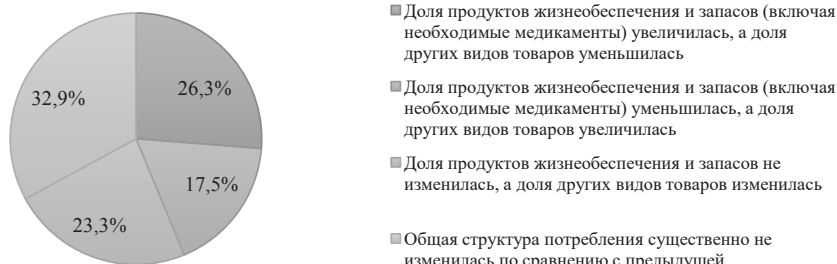 32,9%
26,3%
17,5%
23,3%
Доля продуктов жизнеобеспечения и запасов (включая
необходимые медикаменты) увеличилась, а доля
других видов товаров уменьшилась
Доля продуктов жизнеобеспечения и запасов (включая
необходимые медикаменты) уменьшилась, а доля
других видов товаров увеличилась
Доля продуктов жизнеобеспечения и запасов не
изменилась, а доля других видов товаров изменилась
Общая структура потребления существенно не
изменилась по сравнению с предыдущей